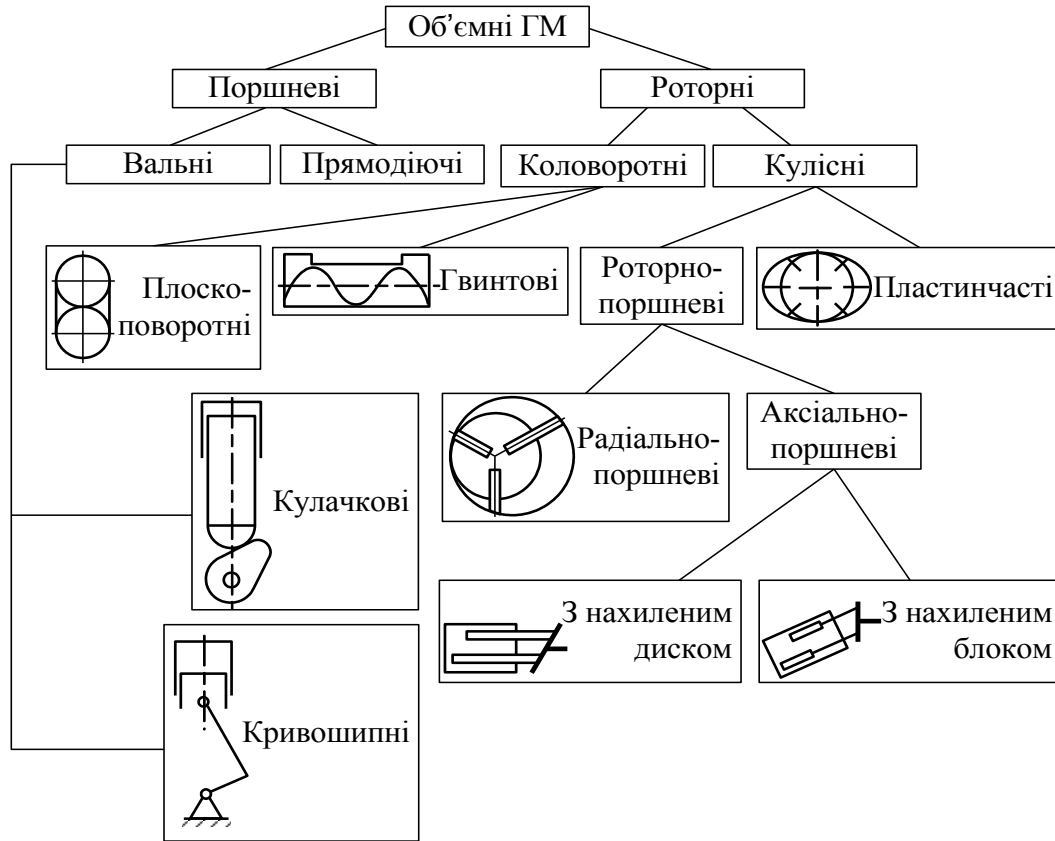 Об’ємні ГМ
Поршневі
Роторні
Вальні
Прямодіючі
Коловоротні
Кулісні
Плоско-
поворотні
Гвинтові
Роторно-
поршневі
Пластинчасті
Кулачкові
Радіально-
поршневі
Аксіально-
поршневі
З нахиленим
диском
З нахиленим
блоком
Кривошипні